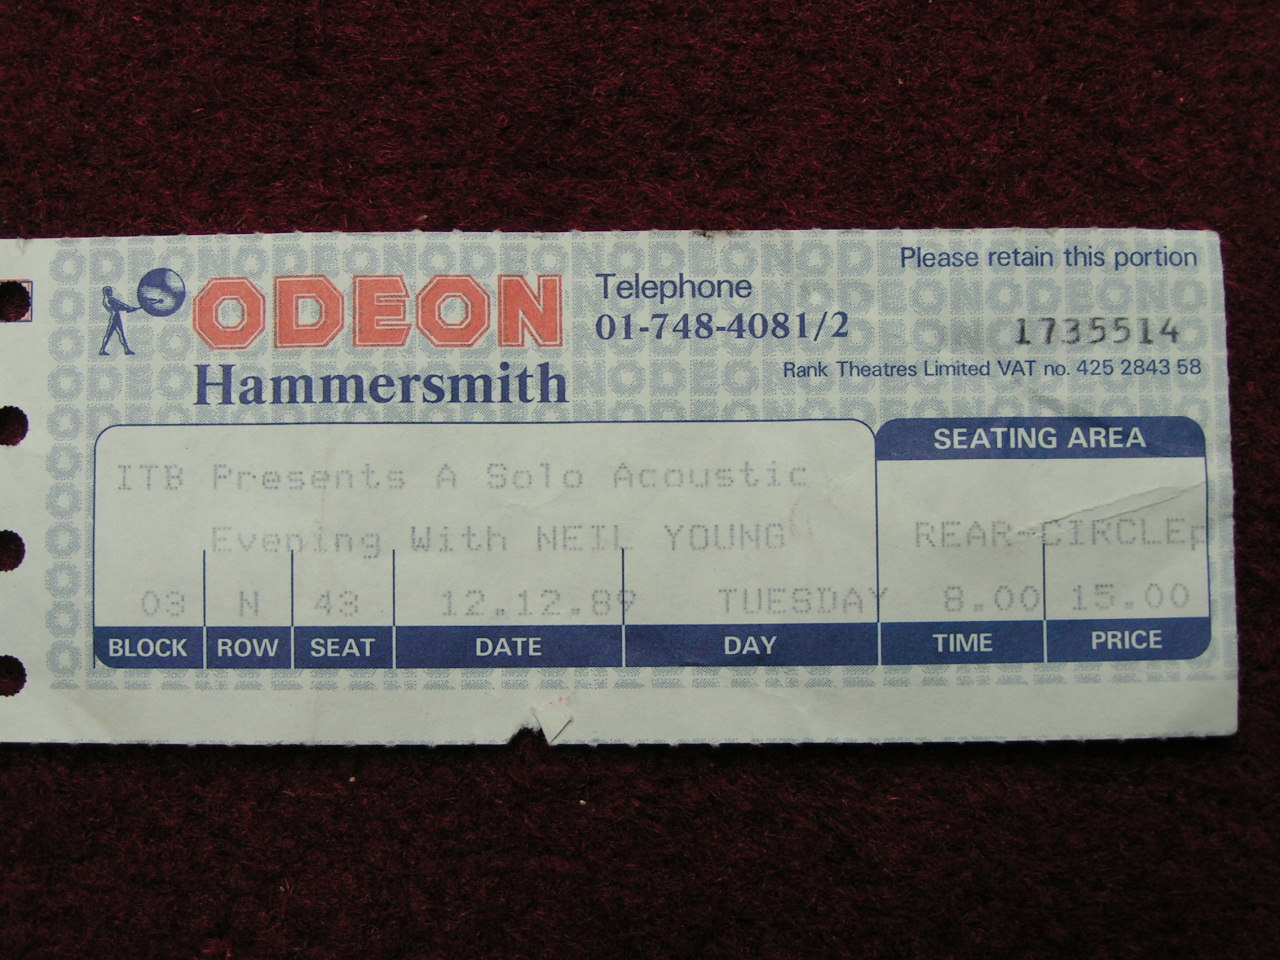 Please retain this portion
ODEON
Telephone
01-748-4081/2
1735514
Hammersmith
Rank Theatres Limited VAT no. 425 2843 58
SEATING AREA
ITB Presents A Solo Acoustic
Evening With NEIL YOUNG
REAR-CIRCLEp
03 N 43 12.12.89 TUESDAY 8.00 15.00
BLOCK ROW SEAT DATE DAY TIME PRICE